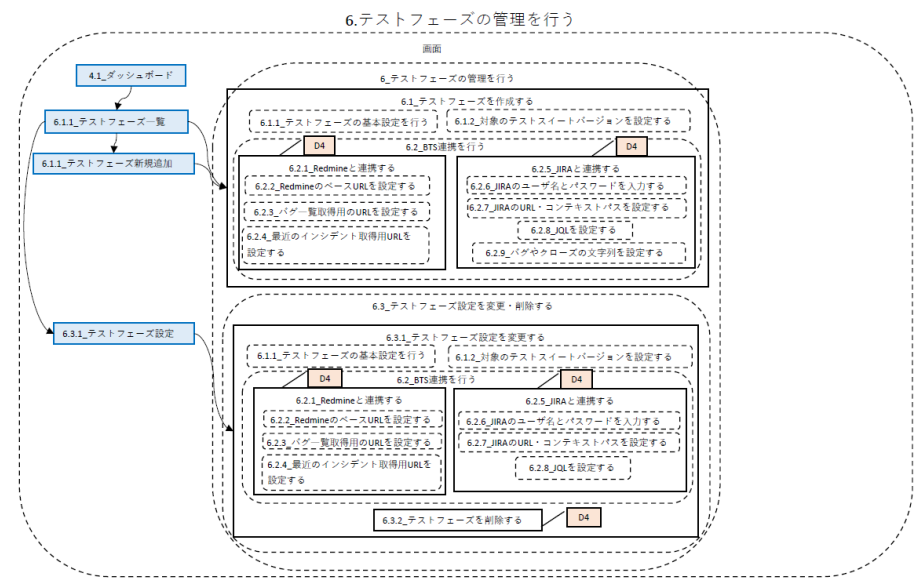 6.テストフェーズの管理を行う
画面
4.1_ダッシュボード
6.1.1_テストフェーズ一覧
6.1.1_テストフェーズ新規追加
6.3.1_テストフェーズ設定
6_テストフェーズの管理を行う
6.1_テストフェーズを作成する
6.1.1_テストフェーズの基本設定を行う
6.1.2_対象のテストスイートバージョンを設定する
6.2_BTS連携を行う
D4
6.2.1_Redmineと連携する
6.2.2_RedmineのベースURLを設定する
6.2.3_バグ一覧取得用のURLを設定する
6.2.4_最近のインシデント取得用URLを
設定する
D4
6.2.5_JIRAと連携する
6.2.6_JIRAのユーザ名とパスワードを入力する
6.2.7_JIRAのURL・コンテキストパスを設定する
6.2.8_JQLを設定する
6.2.9_バグやクローズの文字列を設定する
6.3_テストフェーズ設定を変更・削除する
6.3.1_テストフェーズ設定を変更する
6.1.1_テストフェーズの基本設定を行う
6.1.2_対象のテストスイートバージョンを設定する
6.2_BTS連携を行う
D4
6.2.1_Redmineと連携する
6.2.2_RedmineのベースURLを設定する
6.2.3_バグ一覧取得用のURLを設定する
6.2.4_最近のインシデント取得用URLを
設定する
D4
6.2.5_JIRAと連携する
6.2.6_JIRAのユーザ名とパスワードを入力する
6.2.7_JIRAのURL・コンテキストパスを設定する
6.2.8_JQLを設定する
6.3.2_テストフェーズを削除する
D4